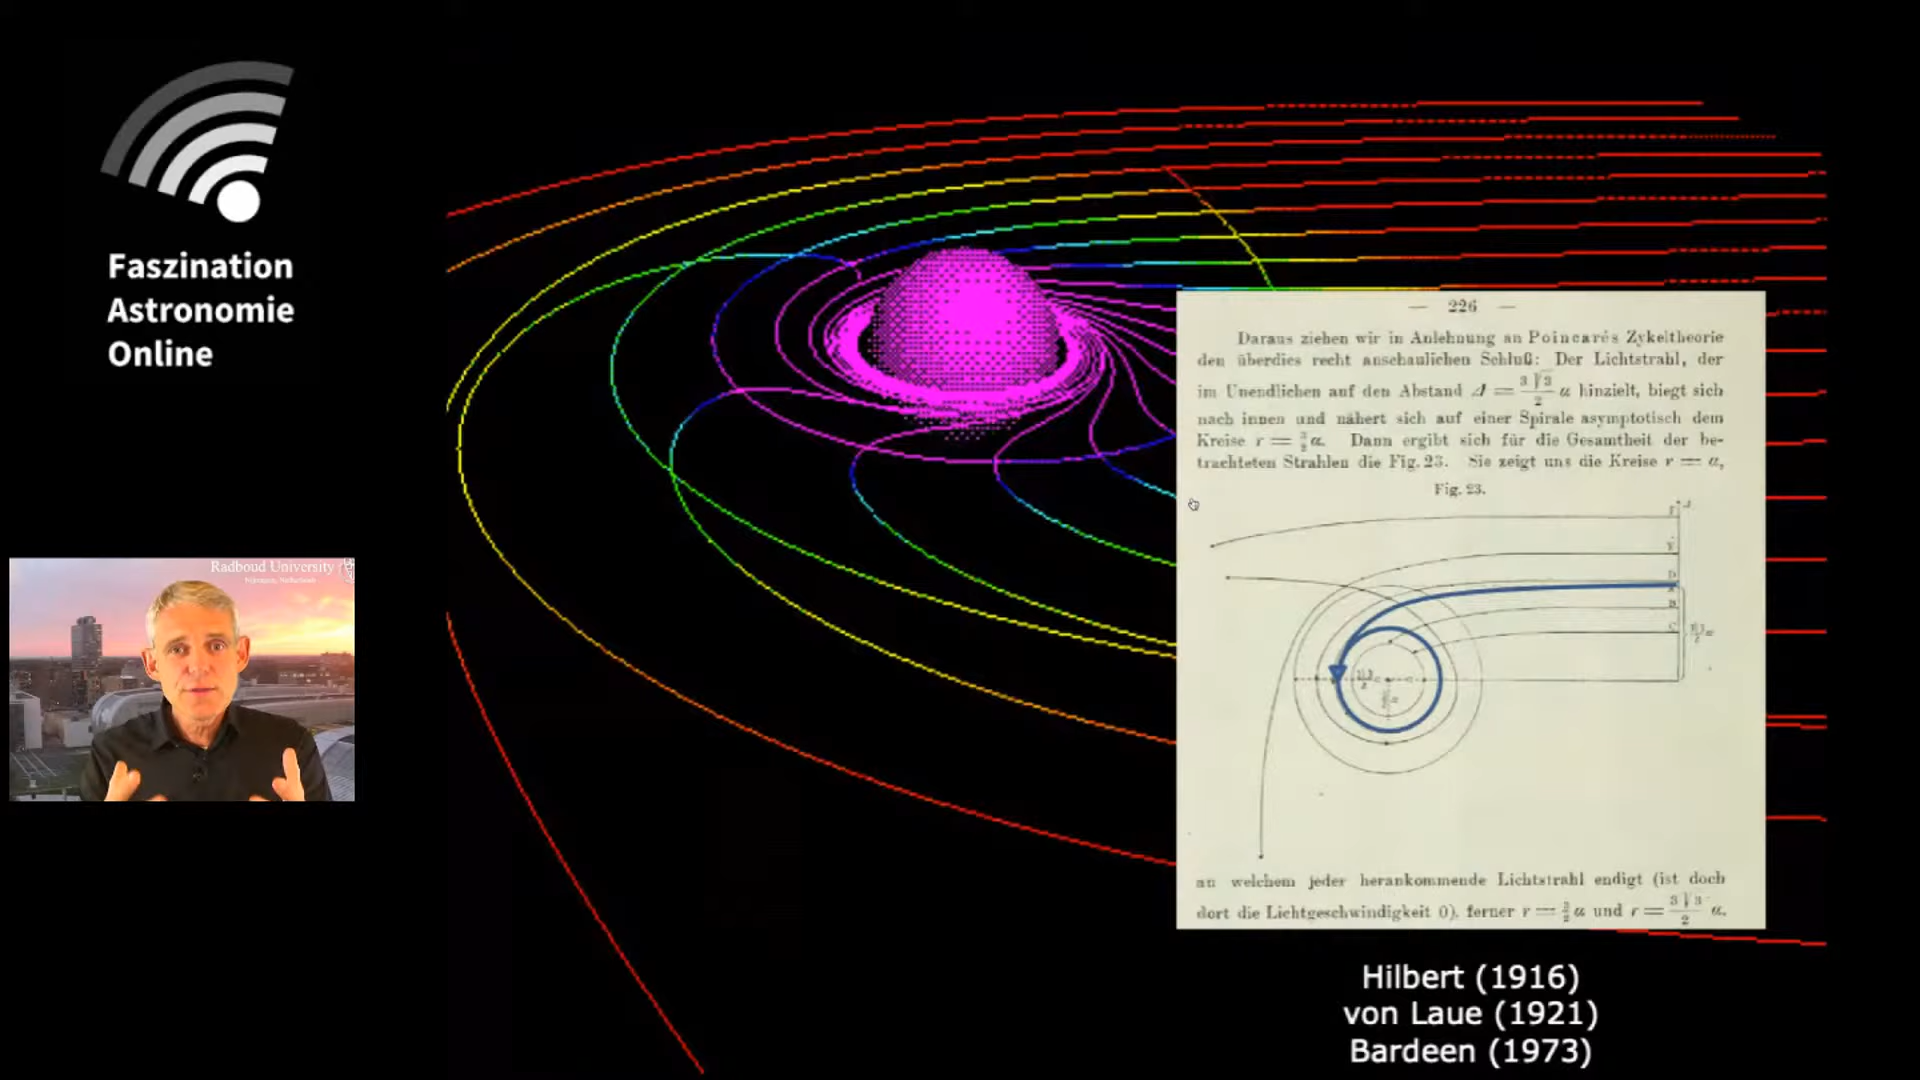 Faszination
Astronomie
Online
Radboud University
Nijmegen, Netherlands
— 226 —
Daraus ziehen wir in Anlehnung an Poincarés Zykeltheorie
den überdies recht anschaulichen Schluß: Der Lichtstrahl, der
im Unendlichen auf den Abstand Δ = 3√3/2 α hinzielt, biegt sich
nach innen und nähert sich auf einer Spirale asymptotisch dem
Kreise r = 3/2 α. Dann ergibt sich für die Gesamtheit der be-
trachteten Strahlen die Fig. 23. Sie zeigt uns die Kreise r = α,
Fig. 23.
D
B
C
an welchem jeder herankommende Lichtstrahl endigt (ist doch
dort die Lichtgeschwindigkeit 0), ferner r = 3/2 α und r = 3√3/2 α.
Hilbert (1916)
von Laue (1921)
Bardeen (1973)